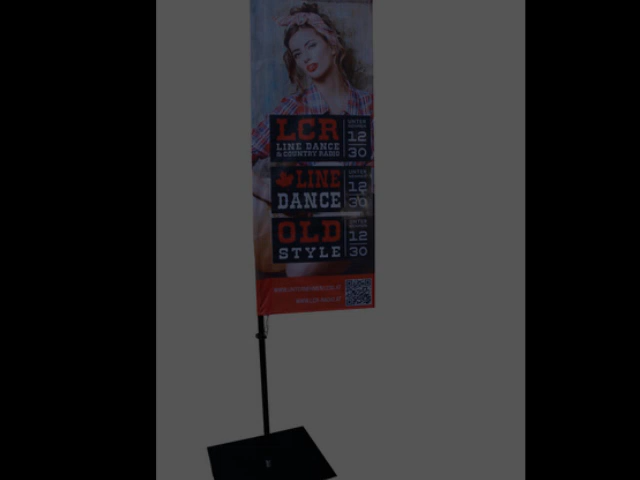 LCR
LINE DANCE
& COUNTRY RADIO
12
30
LINE
DANCE
12
30
OLD
STYLE
12
30